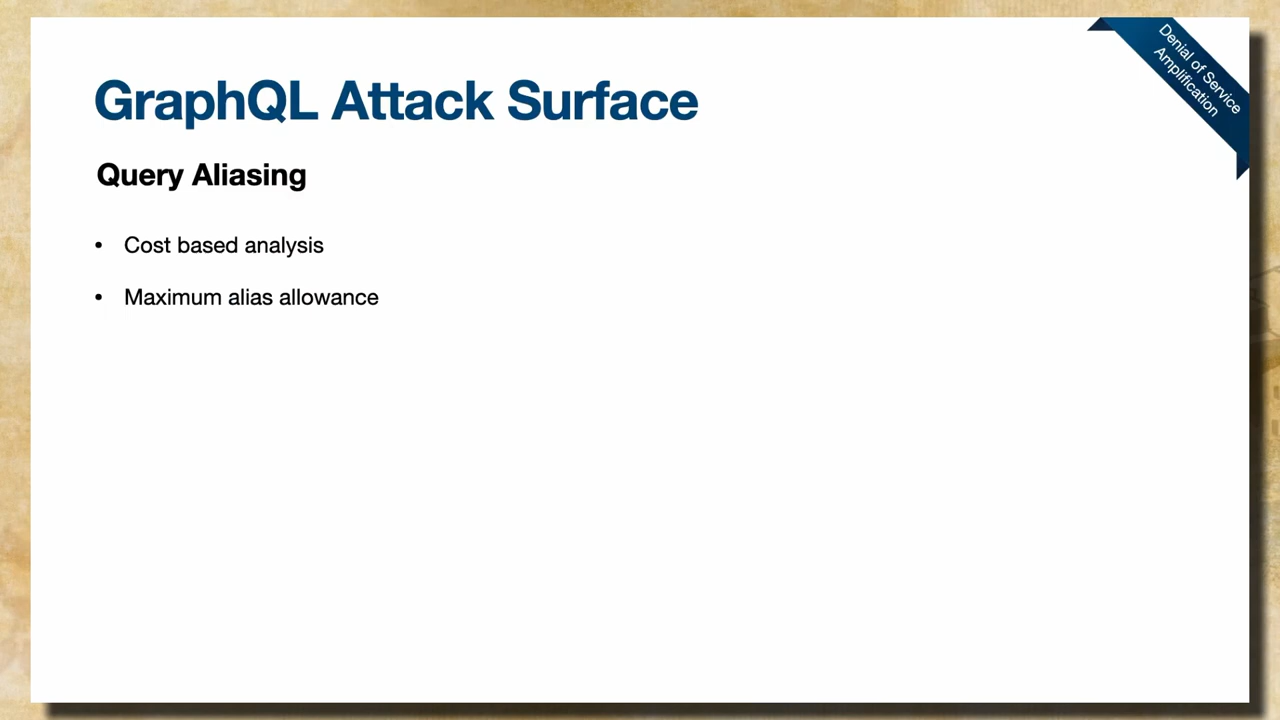 GraphQL Attack Surface
Denial of Service
Amplification
Query Aliasing
• Cost based analysis
• Maximum alias allowance